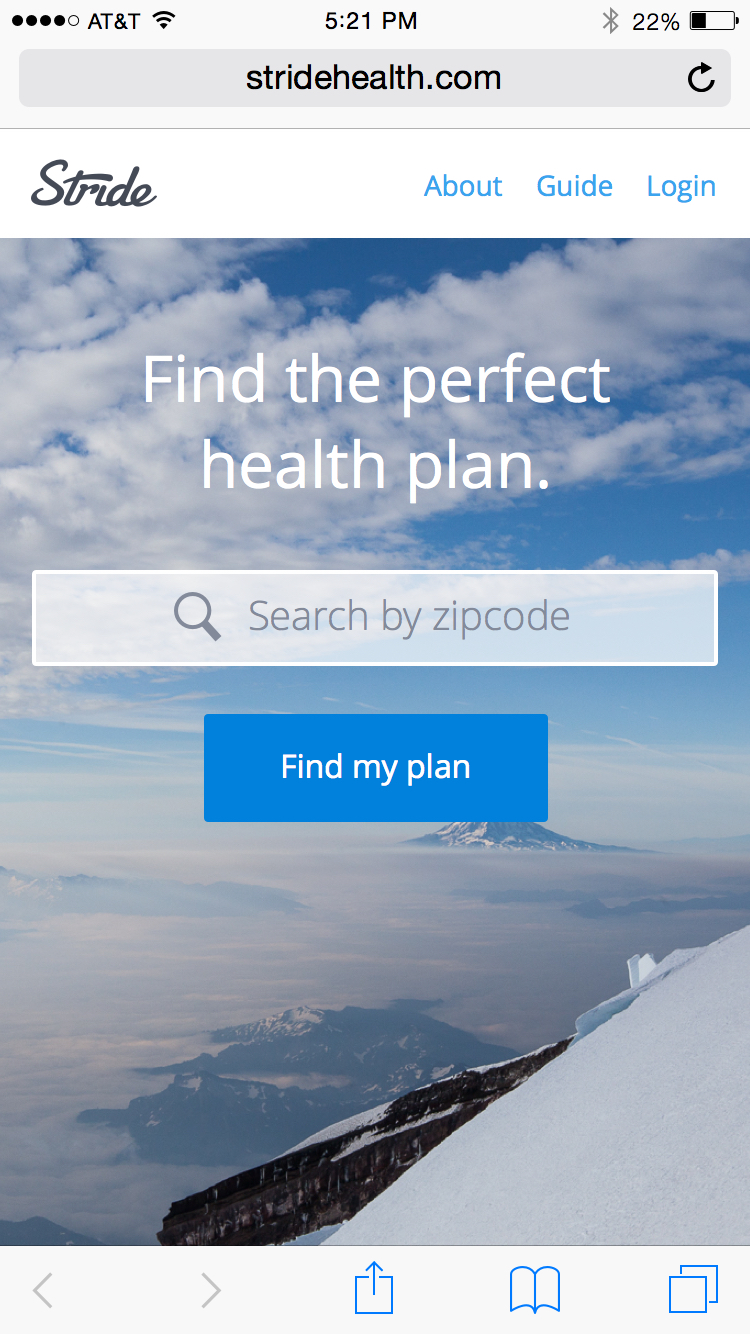 AT&T 5:21 PM 22%
stridehealth.com
Stride About Guide Login
Find the perfect
health plan.
Search by zipcode
Find my plan